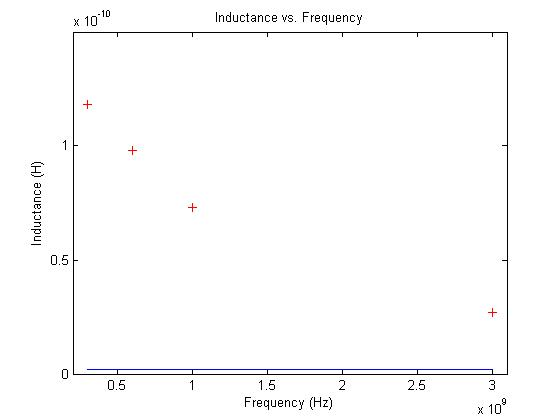 Inductance vs. Frequency
x 10^-10
1
0.5
0
Inductance (H)
0.5 1 1.5 2 2.5 3
Frequency (Hz)
x 10^9